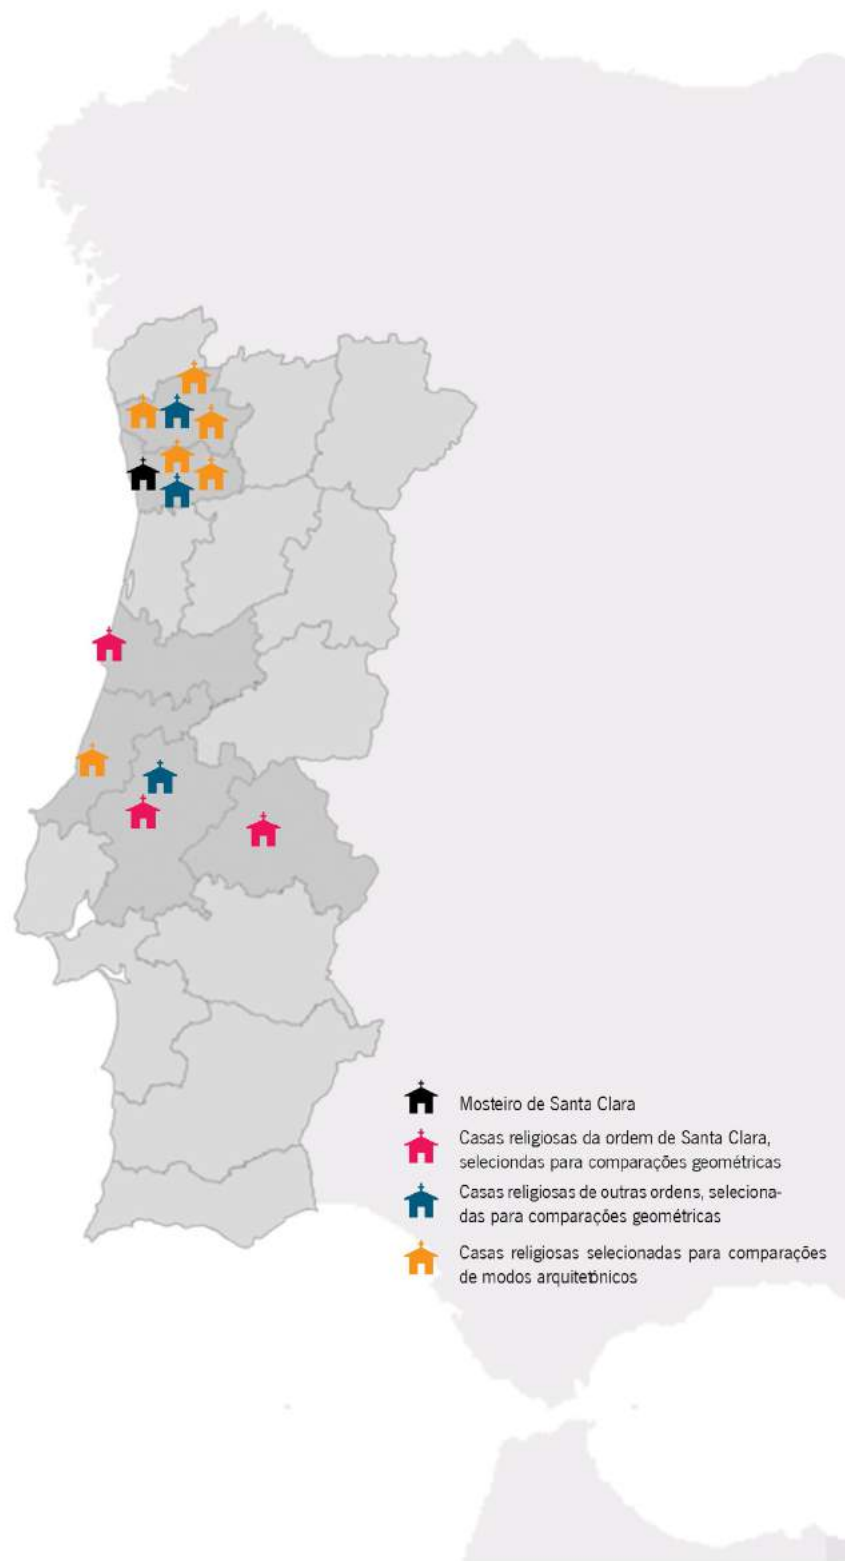 Mosteiro de Santa Clara
Casas religiosas da ordem de Santa Clara,
seleciondas para comparações geométricas
Casas religiosas de outras ordens, seleciona-
das para comparações geométricas
Casas religiosas selecionadas para comparações
de modos arquitetónicos